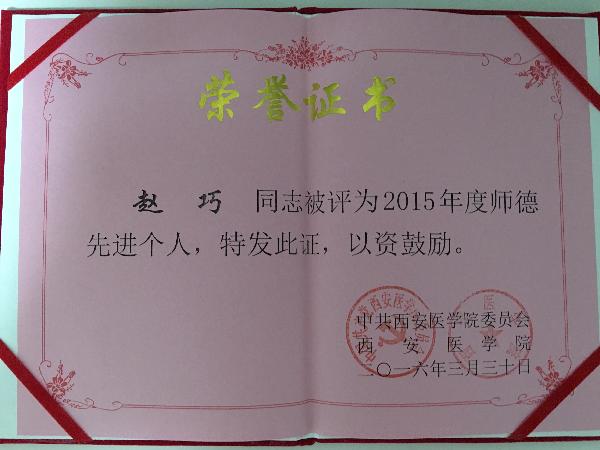 荣誉证书
赵 巧 同志被评为2015年度师德
先进个人，特发此证，以资鼓励。
中共西安医学院委员会
西安医学院
二〇一六年三月三十日